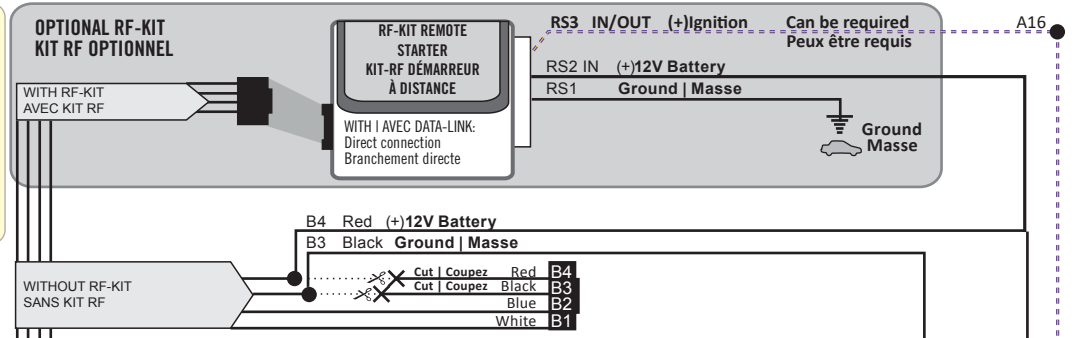 OPTIONAL RF-KIT
KIT RF OPTIONNEL
WITH RF-KIT
AVEC KIT RF
RF-KIT REMOTE
STARTER
KIT-RF DÉMARREUR
À DISTANCE
WITH | AVEC DATA-LINK:
Direct connection
Branchement directe
RS3 IN/OUT (+)Ignition
Can be required
Peux être requis
A16
RS2 IN (+)12V Battery
RS1 Ground | Masse
Ground
Masse
B4 Red (+)12V Battery
B3 Black Ground | Masse
WITHOUT RF-KIT
SANS KIT RF
Cut | Coupez Red B4
Cut | Coupez Black B3
Blue B2
White B1